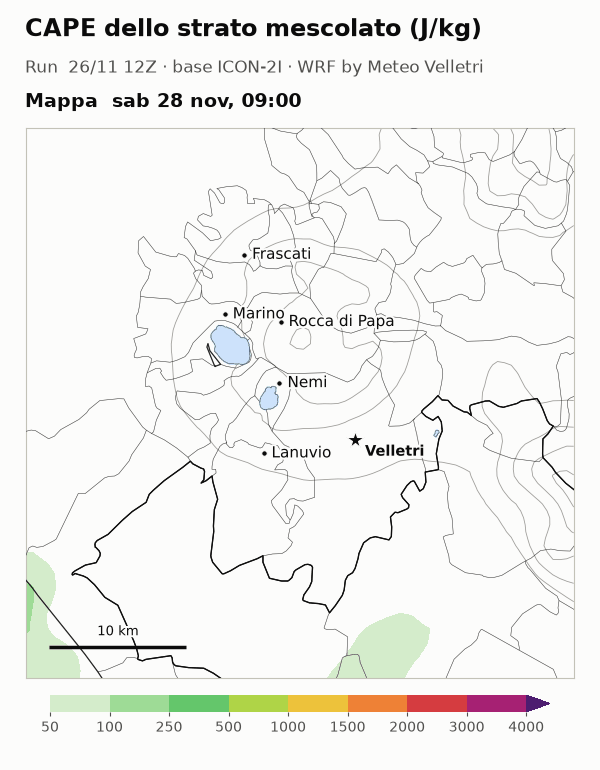 CAPE dello strato mescolato (J/kg)
Run  26/11 12Z · base ICON-2I · WRF by Meteo Velletri
Mappa  sab 28 nov, 09:00
Frascati
Marino
Rocca di Papa
Nemi
Velletri
Lanuvio
10 km
50 100 250 500 1000 1500 2000 3000 4000